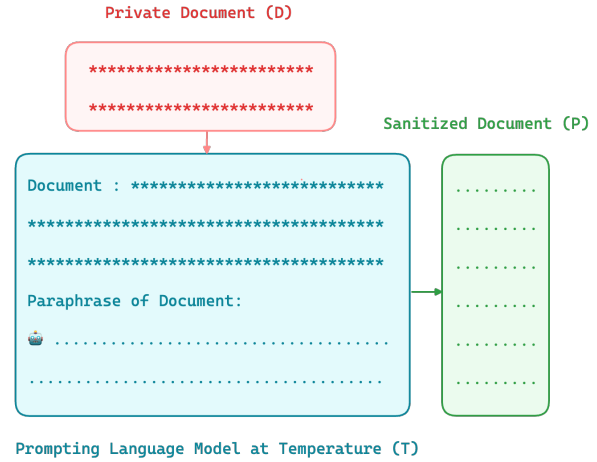 Private Document (D)
************************
************************
Sanitized Document (P)
Document : ***************************
**************************************
**************************************
Paraphrase of Document:
....................................
......................................
.........
.........
.........
.........
.........
.........
Prompting Language Model at Temperature (T)